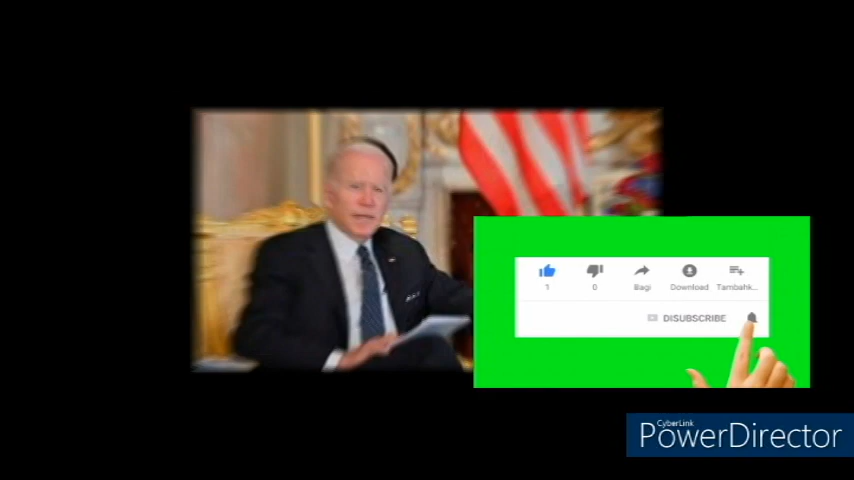 1 0 Bagi Download Tambahk...
DISUBSCRIBE
CyberLink
PowerDirector